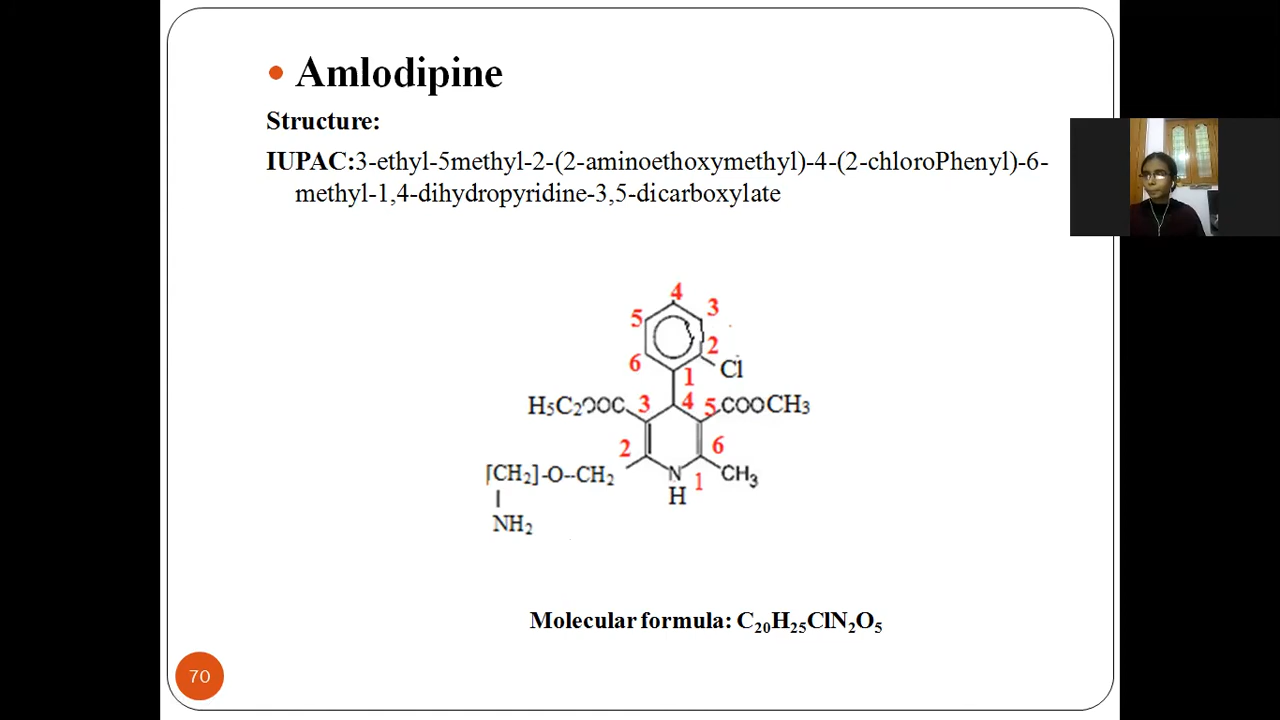 • Amlodipine
Structure:
IUPAC:3-ethyl-5methyl-2-(2-aminoethoxymethyl)-4-(2-chloroPhenyl)-6-
methyl-1,4-dihydropyridine-3,5-dicarboxylate
4
5 3
6 2
Cl
1
H₅C₂OOC 3 4 5 COOCH₃
2 6
[CH₂]-O--CH₂ N 1 CH₃
H
NH₂
Molecular formula: C₂₀H₂₅ClN₂O₅
70